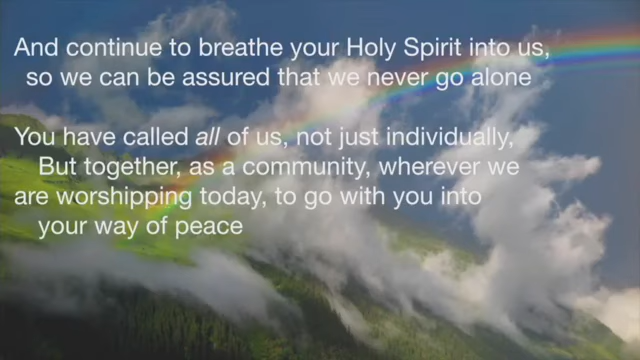 And continue to breathe your Holy Spirit into us,
so we can be assured that we never go alone
You have called all of us, not just individually,
But together, as a community, wherever we
are worshipping today, to go with you into
your way of peace